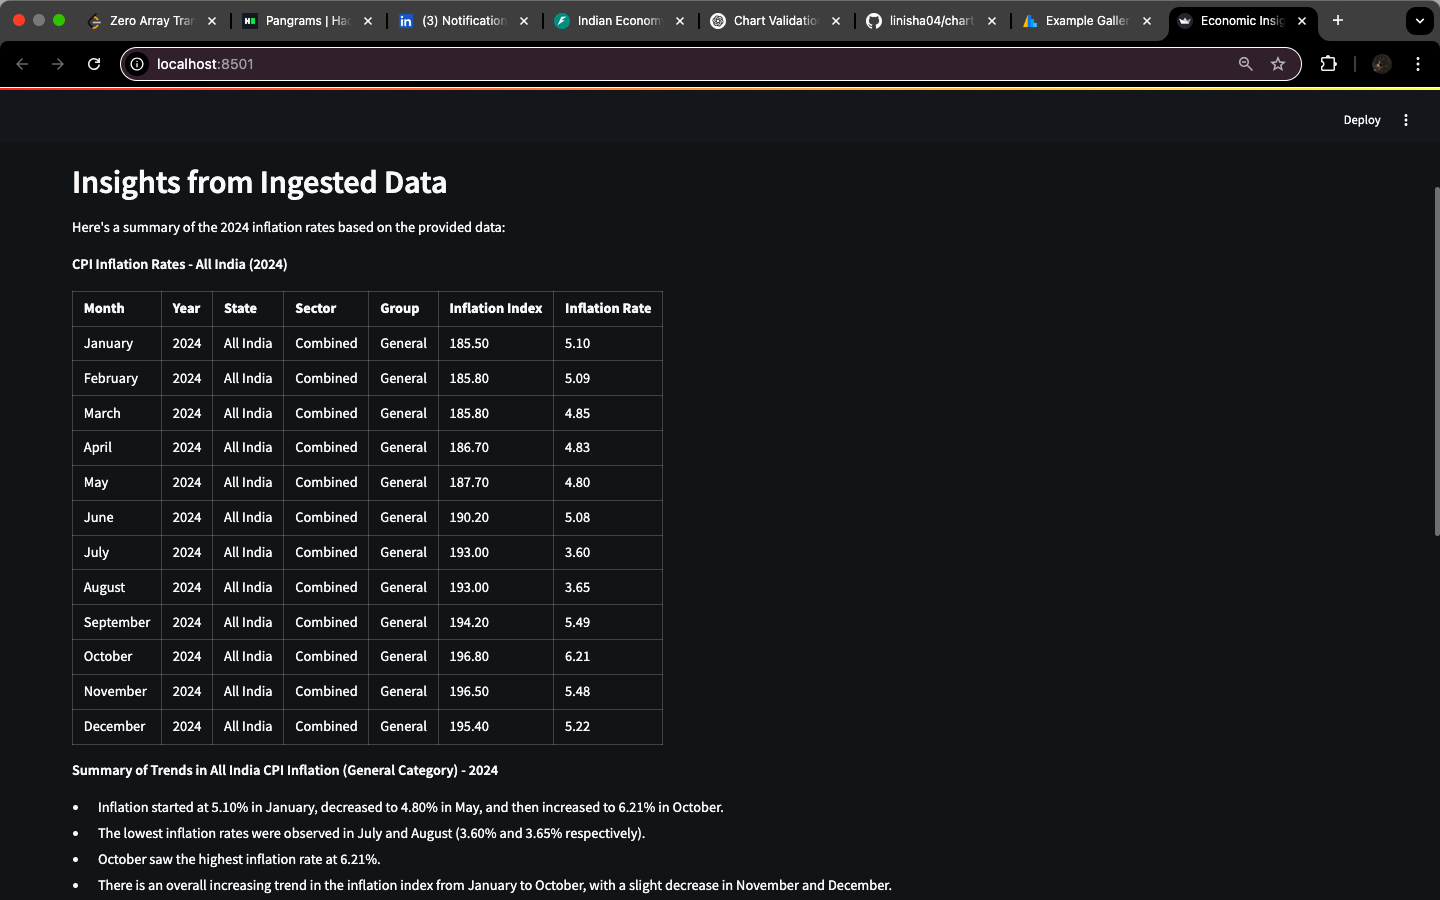 Zero Array Tran
Pangrams | Hac
(3) Notification
Indian Econom
Chart Validatio
linisha04/chart
Example Galler
Economic Insig
localhost:8501
Deploy
Insights from Ingested Data
Here's a summary of the 2024 inflation rates based on the provided data:
CPI Inflation Rates - All India (2024)
Month Year State Sector Group Inflation Index Inflation Rate
January 2024 All India Combined General 185.50 5.10
February 2024 All India Combined General 185.80 5.09
March 2024 All India Combined General 185.80 4.85
April 2024 All India Combined General 186.70 4.83
May 2024 All India Combined General 187.70 4.80
June 2024 All India Combined General 190.20 5.08
July 2024 All India Combined General 193.00 3.60
August 2024 All India Combined General 193.00 3.65
September 2024 All India Combined General 194.20 5.49
October 2024 All India Combined General 196.80 6.21
November 2024 All India Combined General 196.50 5.48
December 2024 All India Combined General 195.40 5.22
Summary of Trends in All India CPI Inflation (General Category) - 2024
• Inflation started at 5.10% in January, decreased to 4.80% in May, and then increased to 6.21% in October.
• The lowest inflation rates were observed in July and August (3.60% and 3.65% respectively).
• October saw the highest inflation rate at 6.21%.
• There is an overall increasing trend in the inflation index from January to October, with a slight decrease in November and December.